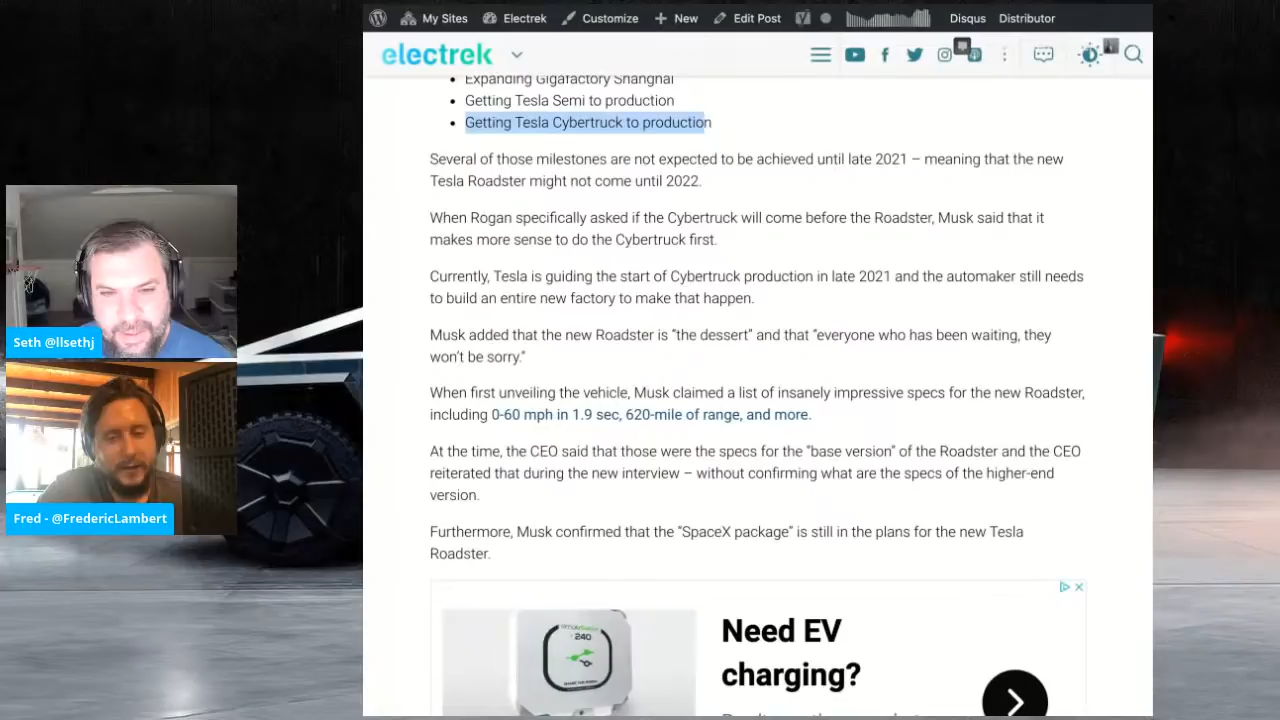 My Sites
Electrek
Customize
New
Edit Post
Disqus
Distributor
electrek
Expanding Gigafactory Shanghai
Getting Tesla Semi to production
Getting Tesla Cybertruck to production
Several of those milestones are not expected to be achieved until late 2021 – meaning that the new
Tesla Roadster might not come until 2022.
When Rogan specifically asked if the Cybertruck will come before the Roadster, Musk said that it
makes more sense to do the Cybertruck first.
Currently, Tesla is guiding the start of Cybertruck production in late 2021 and the automaker still needs
to build an entire new factory to make that happen.
Musk added that the new Roadster is “the dessert” and that “everyone who has been waiting, they
won’t be sorry.”
When first unveiling the vehicle, Musk claimed a list of insanely impressive specs for the new Roadster,
including 0-60 mph in 1.9 sec, 620-mile of range, and more.
At the time, the CEO said that those were the specs for the “base version” of the Roadster and the CEO
reiterated that during the new interview – without confirming what are the specs of the higher-end
version.
Furthermore, Musk confirmed that the “SpaceX package” is still in the plans for the new Tesla
Roadster.
Need EV
charging?
240
Seth @llsethj
Fred - @FredericLambert